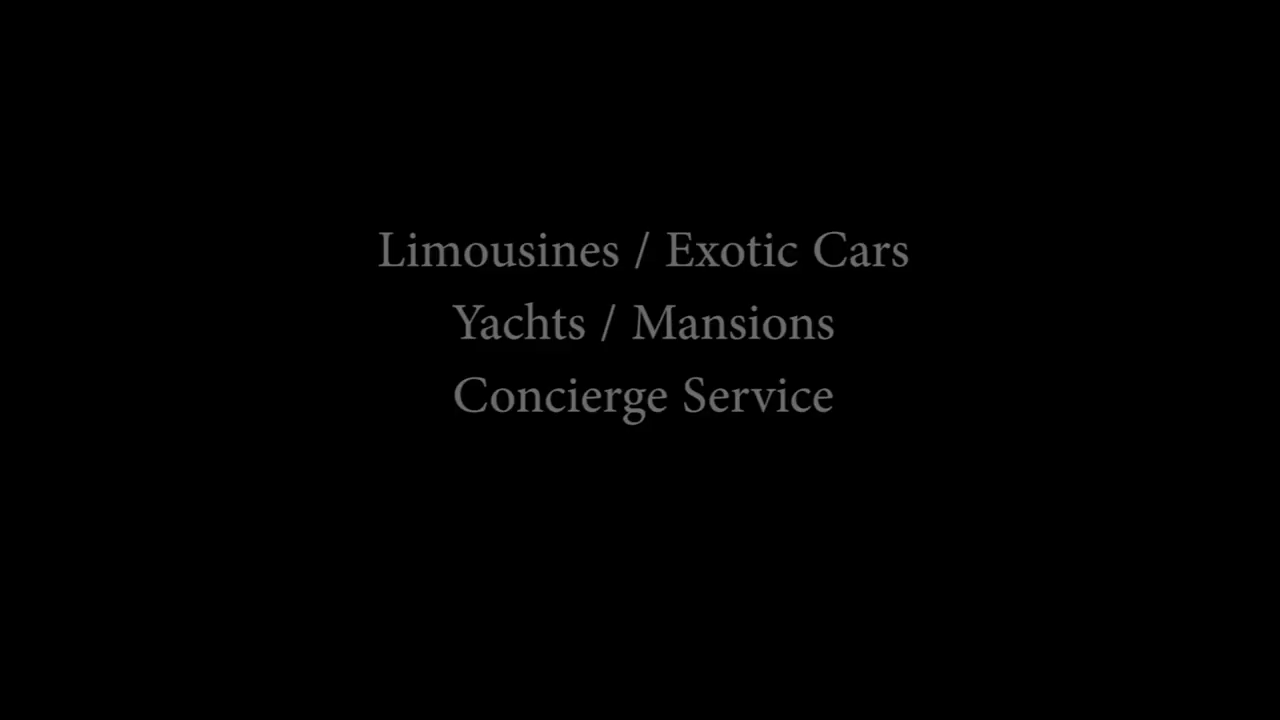 Limousines / Exotic Cars
Yachts / Mansions
Concierge Service